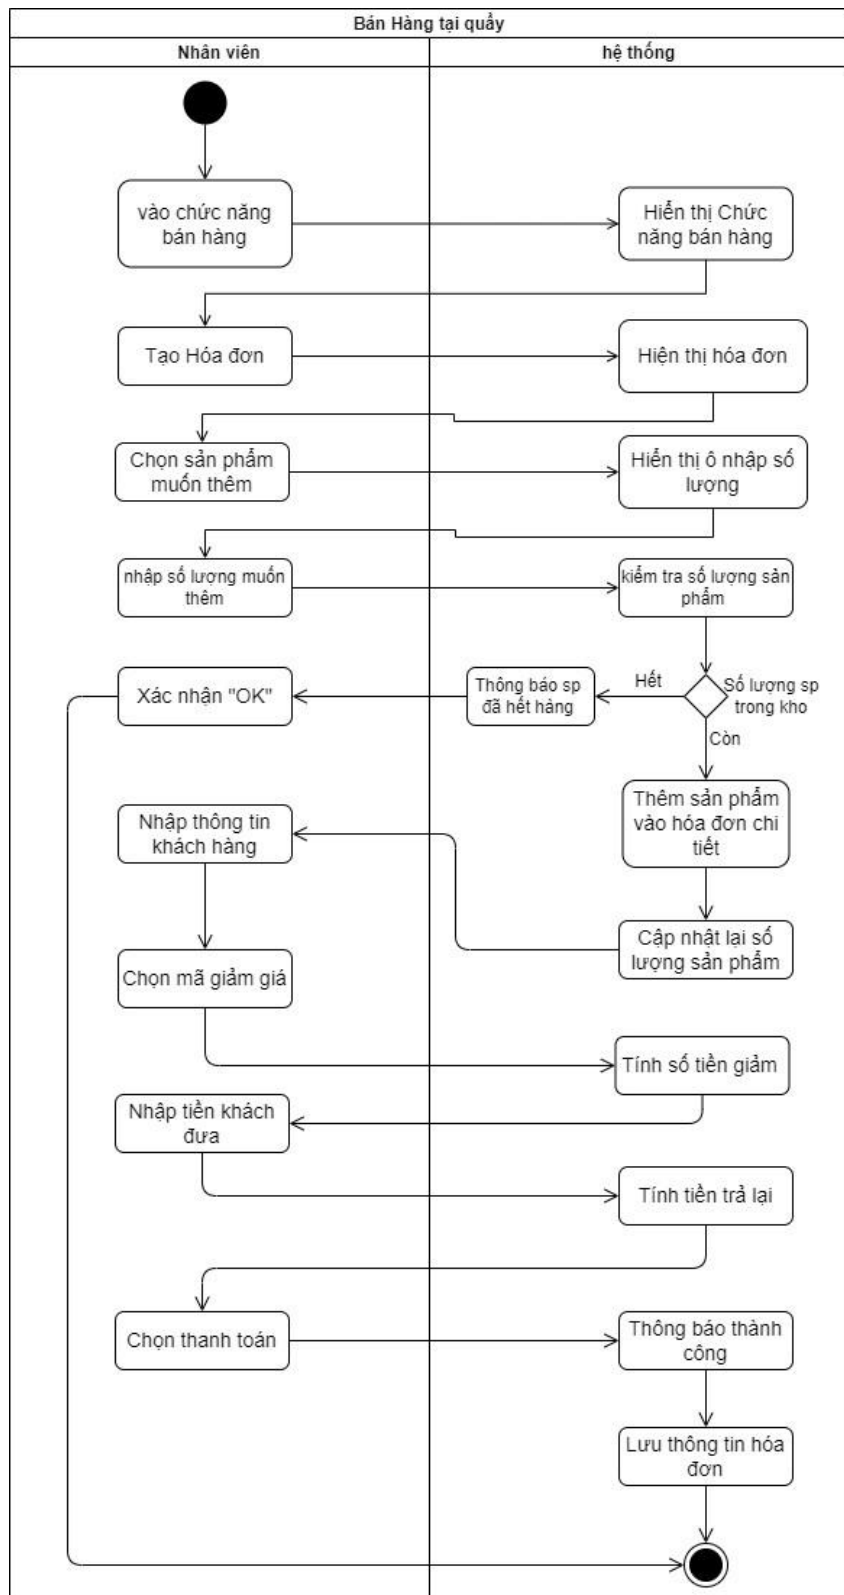 Bán Hàng tại quầy
Nhân viên
hệ thống
vào chức năng
bán hàng
Hiển thị Chức
năng bán hàng
Tạo Hóa đơn
Hiện thị hóa đơn
Chọn sản phẩm
muốn thêm
Hiển thị ô nhập số
lượng
nhập số lượng muốn
thêm
kiểm tra số lượng sản
phẩm
Xác nhận "OK"
Thông báo sp
đã hết hảng
Hết
Số lượng sp
trong kho
Còn
Thêm sản phẩm
vào hóa đơn chi
tiết
Nhập thông tin
khách hàng
Cập nhật lại số
lượng sản phẩm
Chọn mã giảm giá
Tính số tiền giảm
Nhập tiền khách
đưa
Tính tiền trả lại
Chọn thanh toán
Thông báo thành
công
Lưu thông tin hóa
đơn